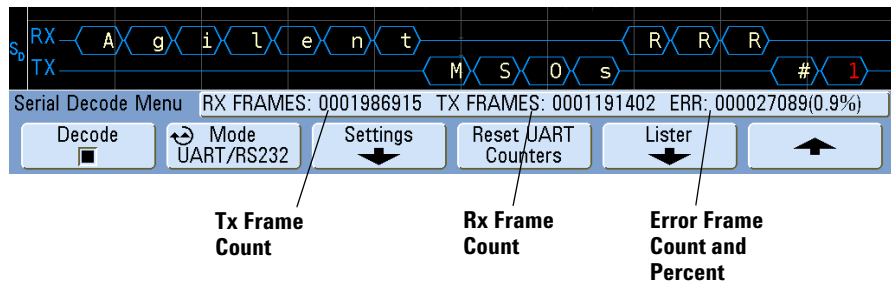 RX A g i l e n t R R R
S_D
TX M S O s # 1
Serial Decode Menu RX FRAMES: 0001986915 TX FRAMES: 0001191402 ERR: 000027089(0.9%)
Decode Mode Settings Reset UART Lister
UART/RS232 Counters
Tx Frame Rx Frame Error Frame
Count Count Count and
Percent